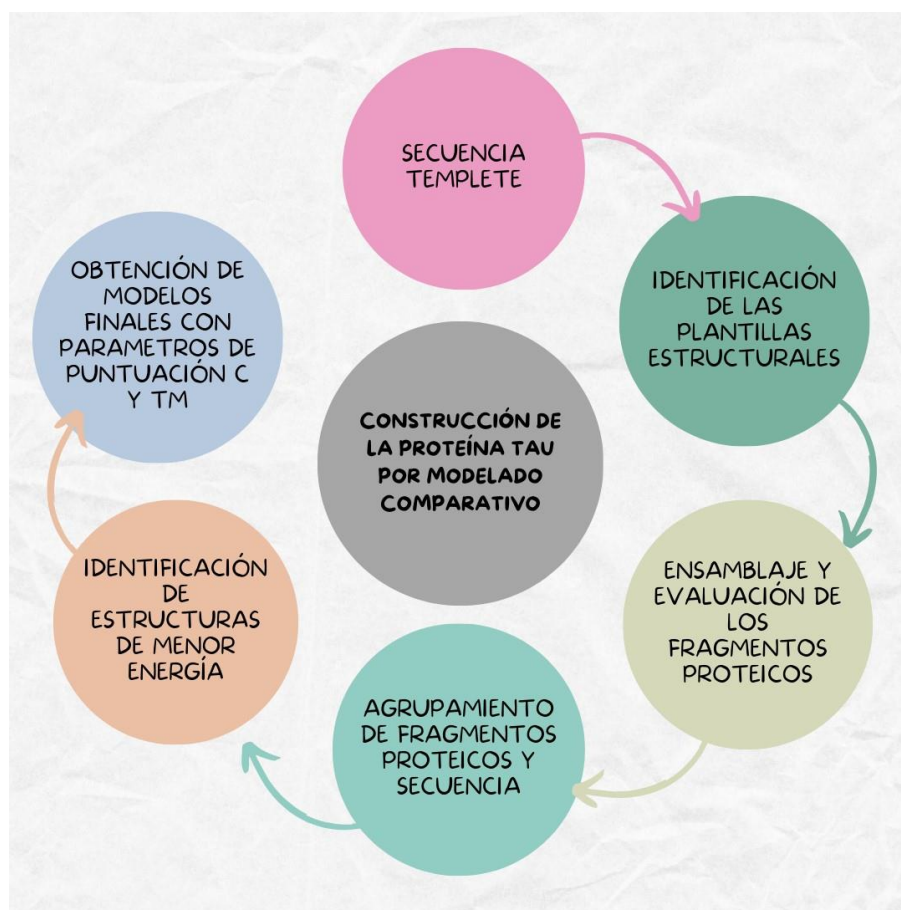 SECUENCIA
TEMPLETE
IDENTIFICACIÓN
DE LAS
PLANTILLAS
ESTRUCTURALES
ENSAMBLAJE Y
EVALUACIÓN DE
LOS
FRAGMENTOS
PROTEICOS
AGRUPAMIENTO
DE FRAGMENTOS
PROTEICOS Y
SECUENCIA
IDENTIFICACIÓN
DE
ESTRUCTURAS
DE MENOR
ENERGÍA
OBTENCIÓN DE
MODELOS
FINALES CON
PARAMETROS DE
PUNTUACIÓN C
Y TM
CONSTRUCCIÓN DE
LA PROTEÍNA TAU
POR MODELADO
COMPARATIVO